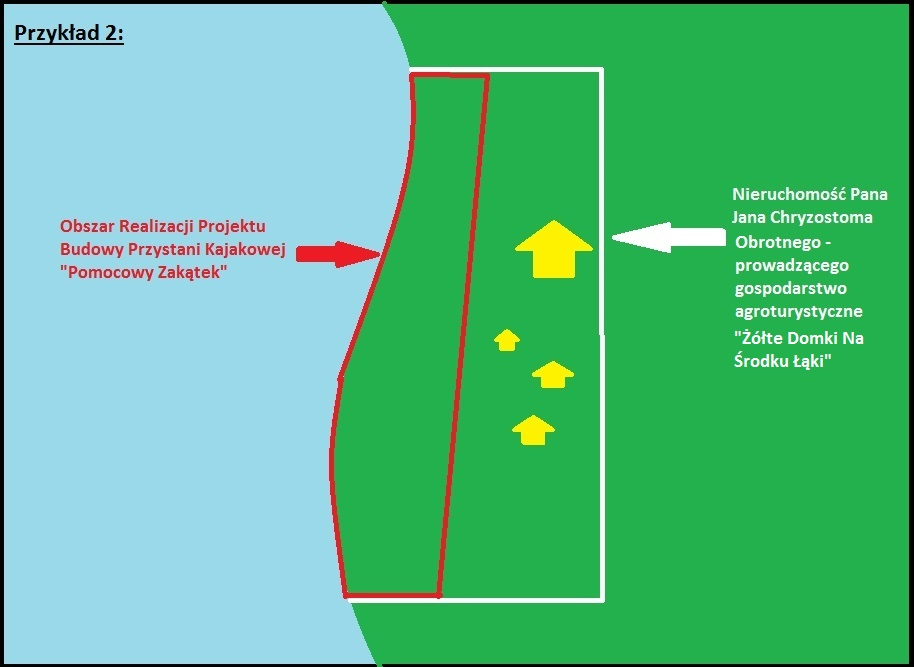 Przykład 2:
Obszar Realizacji Projektu
Budowy Przystani Kajakowej
"Pomocowy Zakątek"
Nieruchomość Pana
Jana Chryzostoma
Obrotnego -
prowadzącego
gospodarstwo
agroturystyczne
"Żółte Domki Na
Środku Łąki"